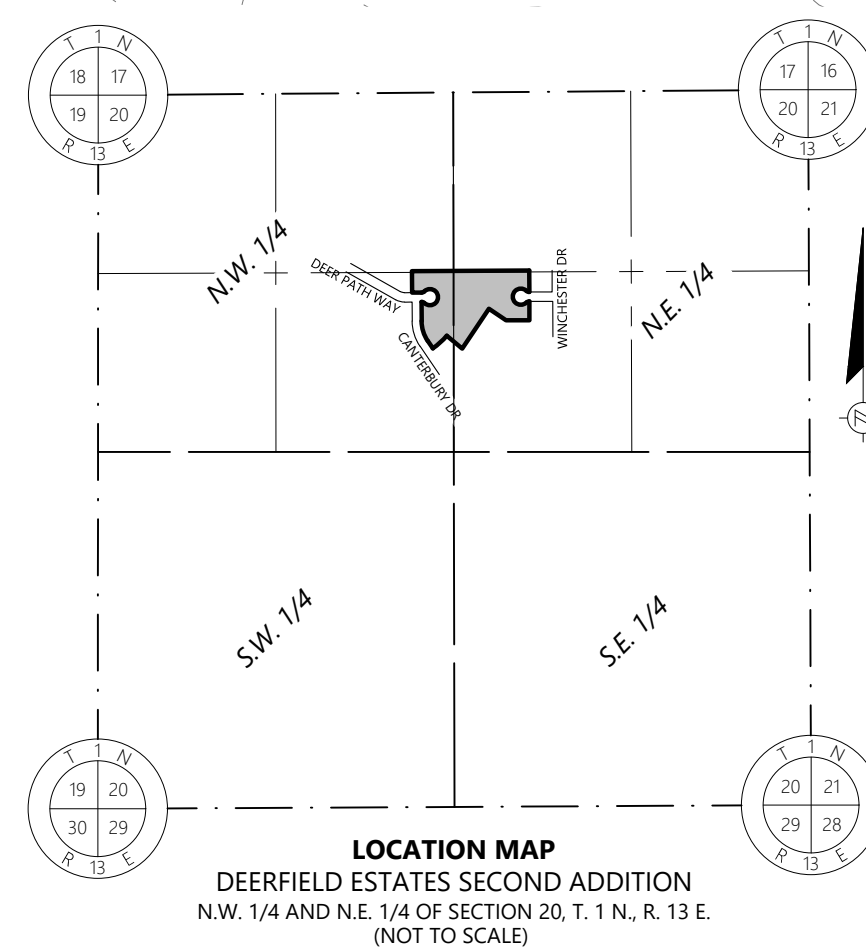 T 1 N
18 17
19 20
R 13 E
T 1 N
17 16
20 21
R 13 E
N.W. 1/4
DEER PATH WAY
CANTERBURY DR
WINCHESTER DR
N.E. 1/4
S.W. 1/4
S.E. 1/4
T 1 N
19 20
30 29
R 13 E
T 1 N
20 21
29 28
R 13 E
LOCATION MAP
DEERFIELD ESTATES SECOND ADDITION
N.W. 1/4 AND N.E. 1/4 OF SECTION 20, T. 1 N., R. 13 E.
(NOT TO SCALE)